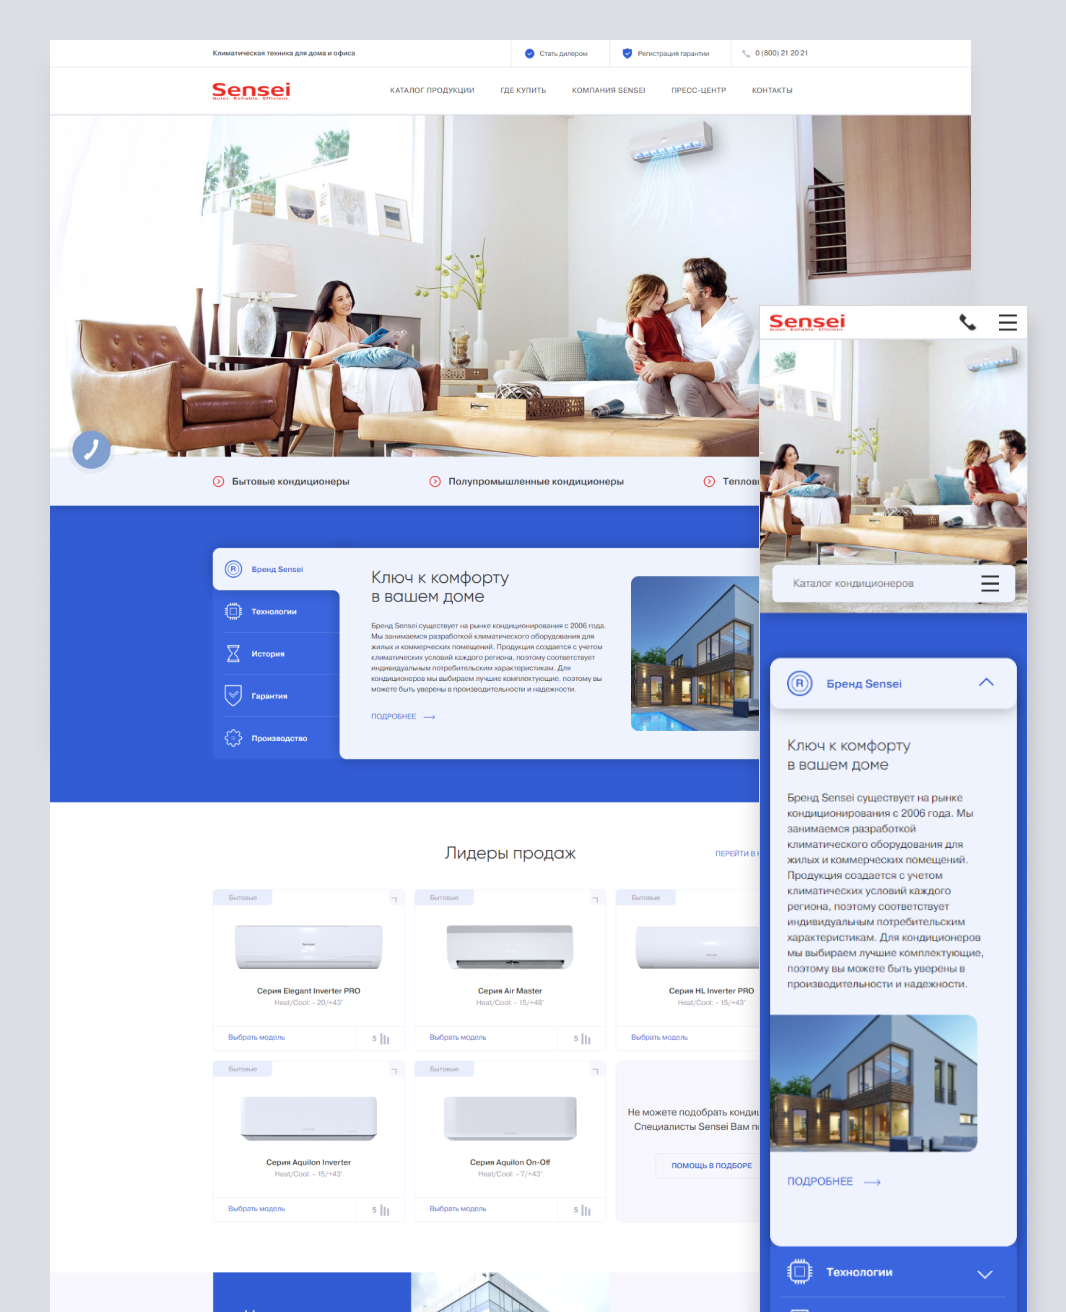 Климатическая техника для дома и офиса
Стать дилером
Регистрация гарантии
0 (800) 21 20 21
Sensei
Quiet. Reliable. Efficient.
КАТАЛОГ ПРОДУКЦИИ
ГДЕ КУПИТЬ
КОМПАНИЯ SENSEI
ПРЕСС-ЦЕНТР
КОНТАКТЫ
Бытовые кондиционеры
Полупромышленные кондиционеры
Бренд Sensei
Технологии
История
Гарантия
Производство
Ключ к комфорту
в вашем доме
Бренд Sensei существует на рынке кондиционирования с 2006 года.
Мы занимаемся разработкой климатического оборудования для
жилых и коммерческих помещений. Продукция создается с учетом
климатических условий каждого региона, поэтому соответствует
индивидуальным потребительским характеристикам. Для
кондиционеров мы выбираем лучшие комплектующие, поэтому вы
можете быть уверены в производительности и надежности.
ПОДРОБНЕЕ
Лидеры продаж
ПЕРЕЙТИ В
Бытовые
Серия Elegant Inverter PRO
Heat/Cool: - 20/+43°
Выбрать модель
5
Бытовые
Серия Air Master
Heat/Cool: - 15/+48°
Выбрать модель
5
Бытовые
Серия HL Inverter PRO
Heat/Cool: - 15/+43°
Выбрать модель
Бытовые
Серия Aquilon Inverter
Heat/Cool: - 15/+43°
Выбрать модель
5
Бытовые
Серия Aquilon On-Off
Heat/Cool: - 7/+43°
Выбрать модель
5
Не можете подобрать
Специалисты Sensei Вам
ПОМОЩЬ В ПОДБОРЕ
Sensei
Quiet. Reliable. Efficient.
Каталог кондиционеров
R
Бренд Sensei
Ключ к комфорту
в вашем доме
Бренд Sensei существует на рынке
кондиционирования с 2006 года. Мы
занимаемся разработкой
климатического оборудования для
жилых и коммерческих помещений.
Продукция создается с учетом
климатических условий каждого
региона, поэтому соответствует
индивидуальным потребительским
характеристикам. Для кондиционеров
мы выбираем лучшие комплектующие,
поэтому вы можете быть уверены в
производительности и надежности.
ПОДРОБНЕЕ
Технологии